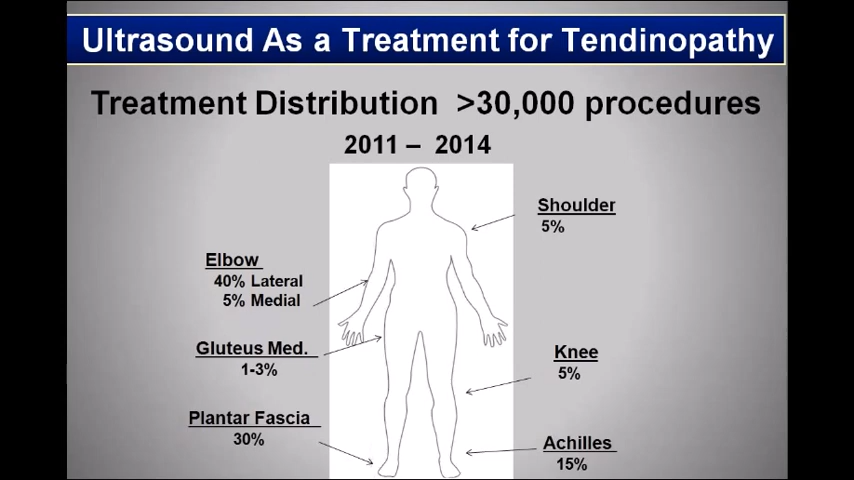 Ultrasound As a Treatment for Tendinopathy
Treatment Distribution >30,000 procedures
2011 – 2014
Shoulder
5%
Elbow
40% Lateral
5% Medial
Gluteus Med.
1-3%
Knee
5%
Plantar Fascia
30%
Achilles
15%